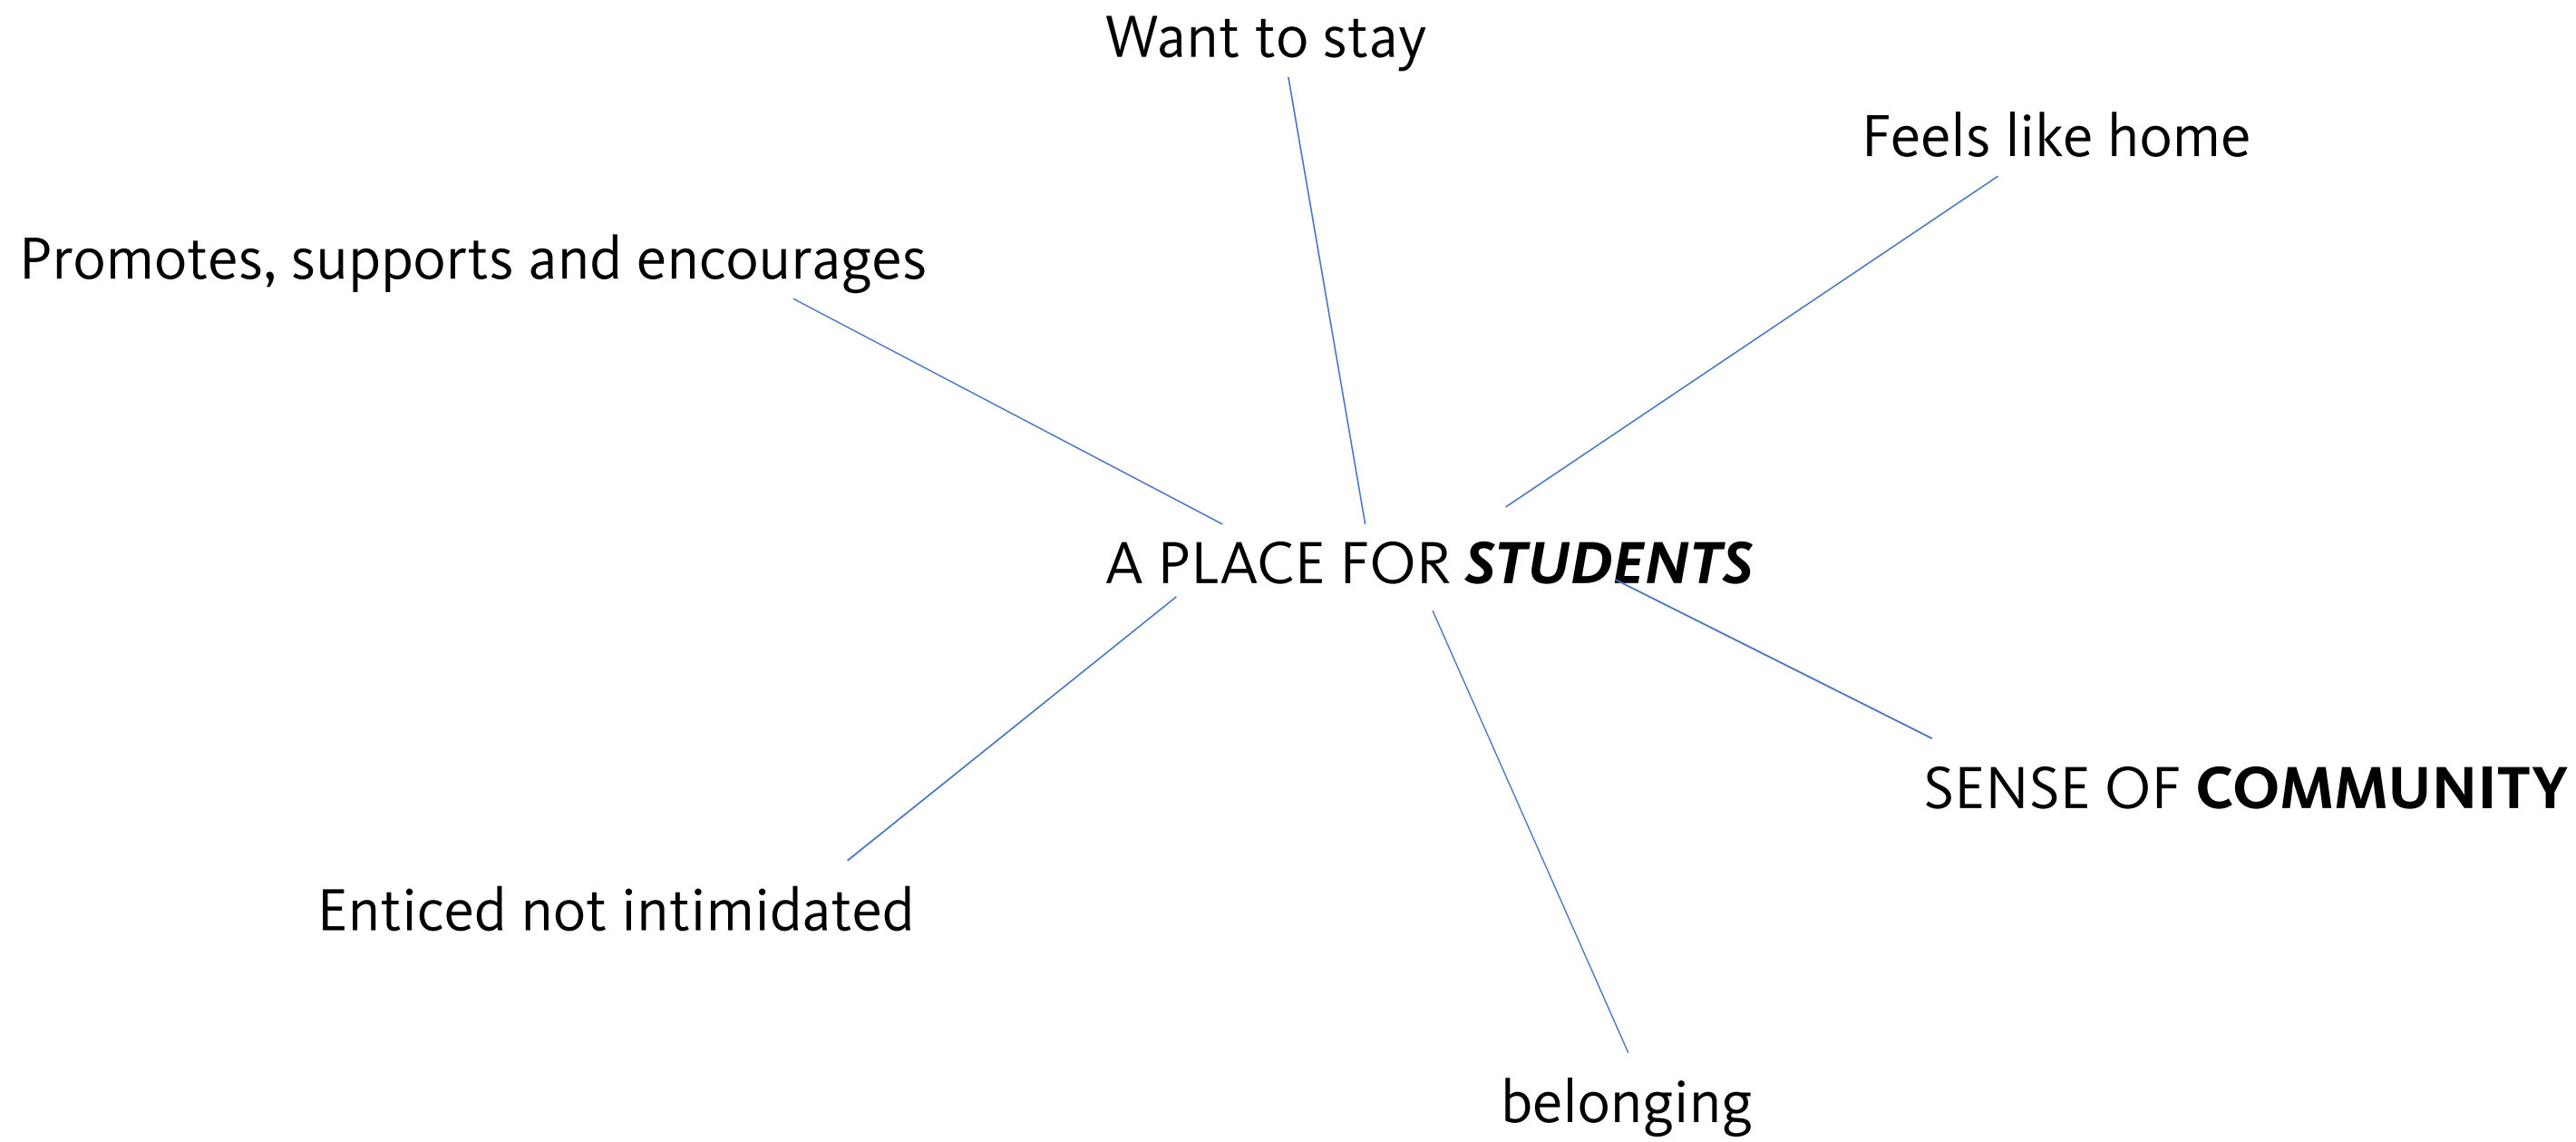 Want to stay
Feels like home
Promotes, supports and encourages
A PLACE FOR STUDENTS
SENSE OF COMMUNITY
Enticed not intimidated
belonging